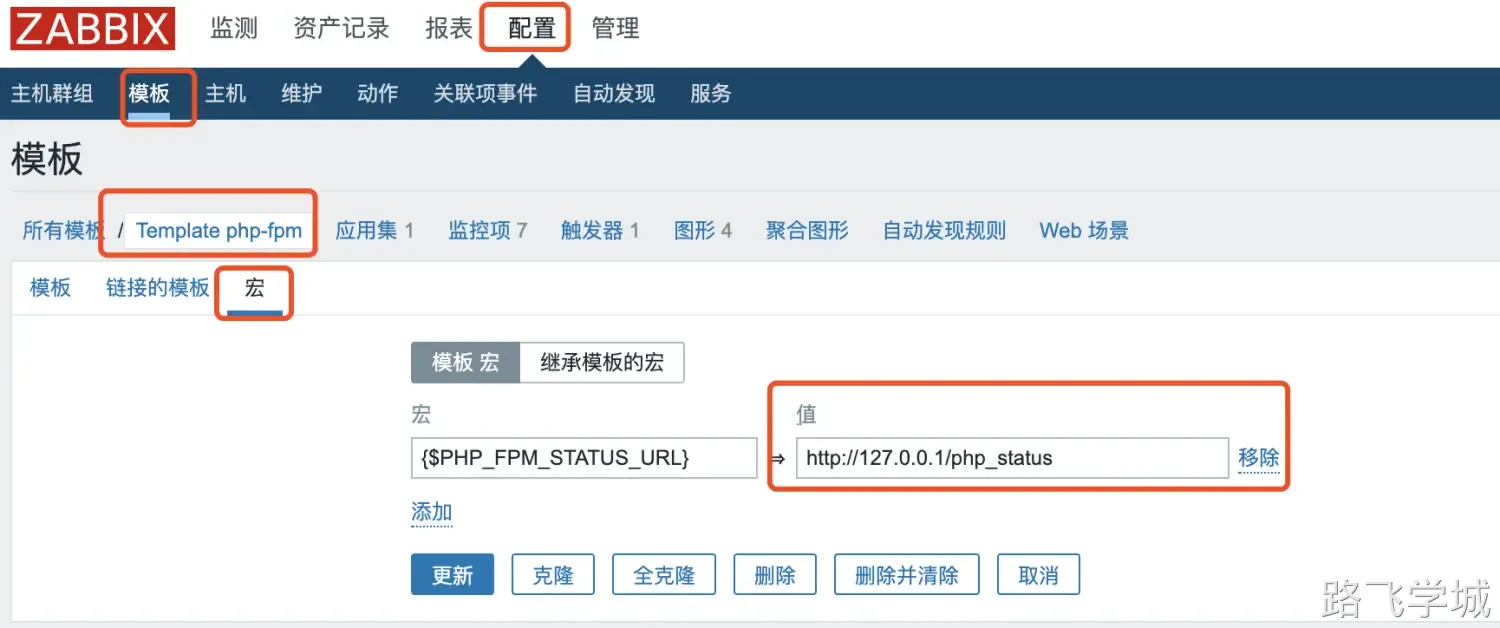 ZABBIX 监测 资产记录 报表 配置 管理
主机群组 模板 主机 维护 动作 关联项事件 自动发现 服务
模板
所有模板 / Template php-fpm 应用集 1 监控项 7 触发器 1 图形 4 聚合图形 自动发现规则 Web 场景
模板 链接的模板 宏
模板 宏 继承模板的宏
宏 值
{$PHP_FPM_STATUS_URL} ⇒ http://127.0.0.1/php_status 移除
添加
更新 克隆 全克隆 删除 删除并清除 取消
路飞学城